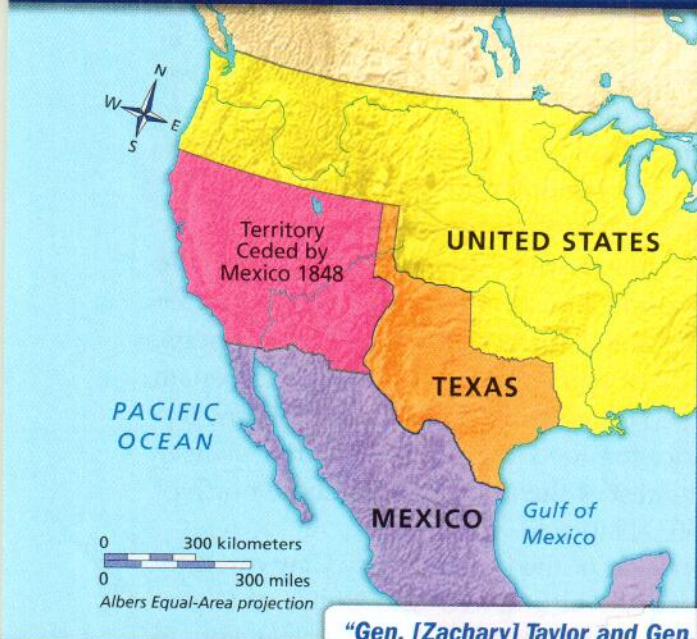 N
W
E
S
Territory
Ceded by
Mexico 1848
UNITED STATES
TEXAS
PACIFIC
OCEAN
MEXICO
Gulf of
Mexico
0 300 kilometers
0 300 miles
Albers Equal-Area projection
"Gen. [Zachary] Taylor and Gen